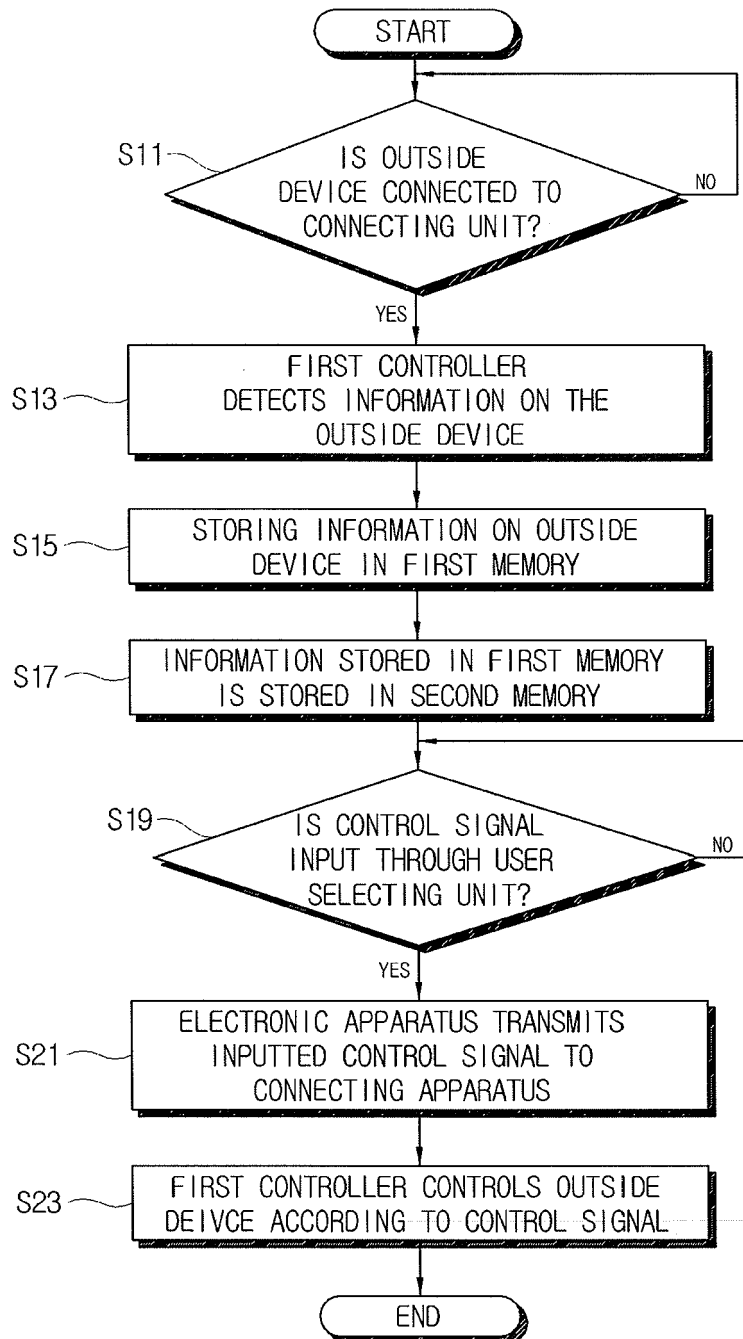 START
S11
IS OUTSIDE
DEVICE CONNECTED TO
CONNECTING UNIT?
NO
YES
S13
FIRST CONTROLLER
DETECTS INFORMATION ON THE
OUTSIDE DEVICE
S15
STORING INFORMATION ON OUTSIDE
DEVICE IN FIRST MEMORY
S17
INFORMATION STORED IN FIRST MEMORY
IS STORED IN SECOND MEMORY
S19
IS CONTROL SIGNAL
INPUT THROUGH USER
SELECTING UNIT?
NO
YES
S21
ELECTRONIC APPARATUS TRANSMITS
INPUTTED CONTROL SIGNAL TO
CONNECTING APPARATUS
S23
FIRST CONTROLLER CONTROLS OUTSIDE
DEIVCE ACCORDING TO CONTROL SIGNAL
END